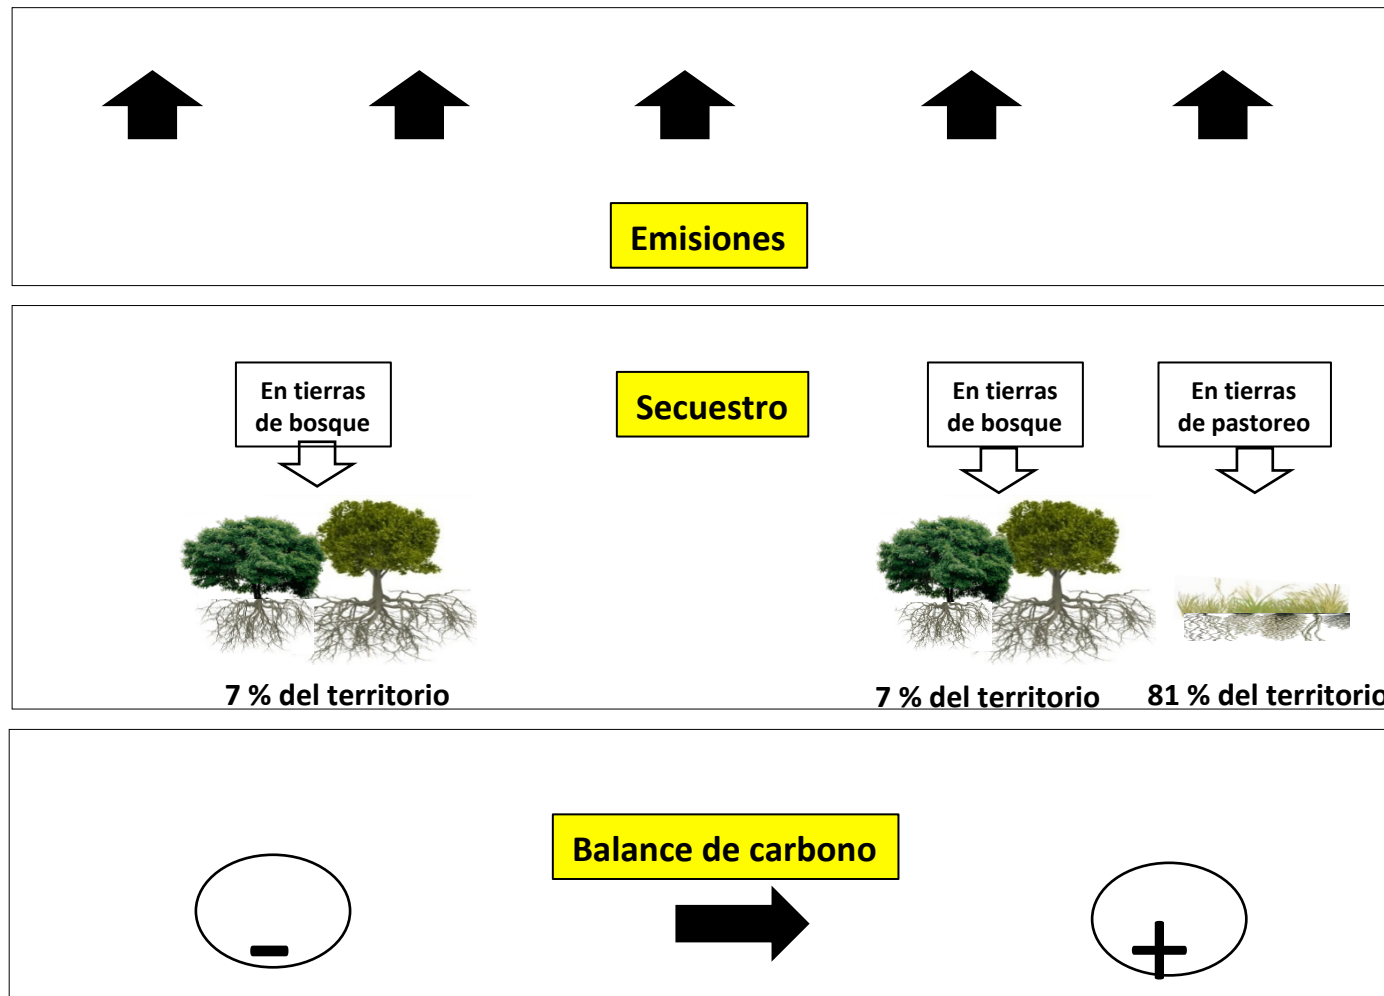 Emisiones
En tierras
de bosque
Secuestro
En tierras
de bosque
En tierras
de pastoreo
7 % del territorio
7 % del territorio
81 % del territorio
Balance de carbono
-
+